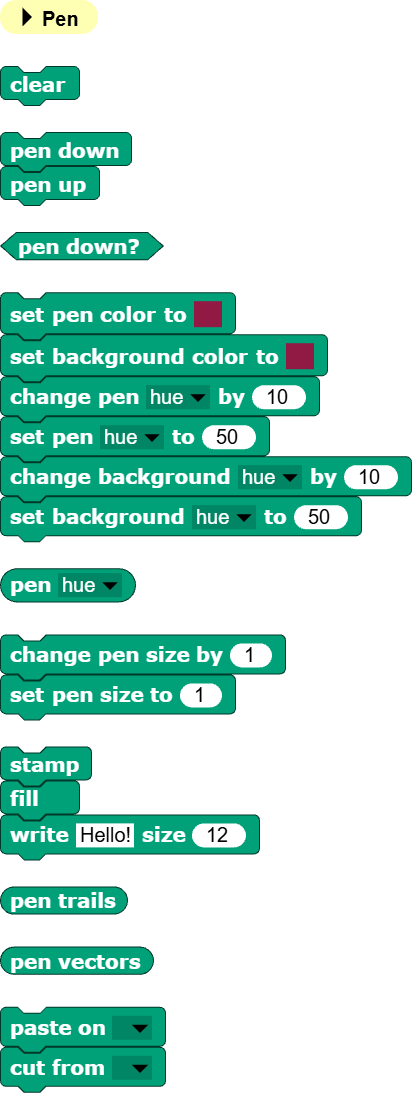 Pen
clear
pen down
pen up
pen down?
set pen color to
set background color to
change pen hue by 10
set pen hue to 50
change background hue by 10
set background hue to 50
pen hue
change pen size by 1
set pen size to 1
stamp
fill
write Hello! size 12
pen trails
pen vectors
paste on
cut from